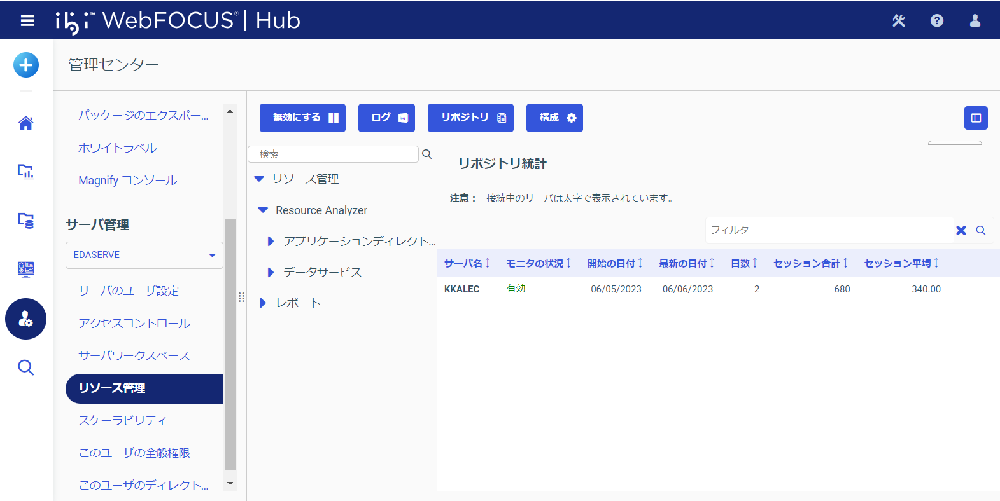 ibi™ WebFOCUS® | Hub
管理センター
パッケージのエクスポー...
ホワイトラベル
Magnify コンソール
サーバ管理
EDASERVE
サーバのユーザ設定
アクセスコントロール
サーバワークスペース
リソース管理
スケーラビリティ
このユーザの全般権限
このユーザのディレクト...
無効にする ログ リポジトリ 構成
検索
リソース管理
Resource Analyzer
アプリケーションディレクト...
データサービス
レポート
リポジトリ統計
注意： 接続中のサーバは太字で表示されています。
フィルタ
サーバ名 モニタの状況 開始の日付 最新の日付 日数 セッション合計 セッション平均
KKALEC 有効 06/05/2023 06/06/2023 2 680 340.00